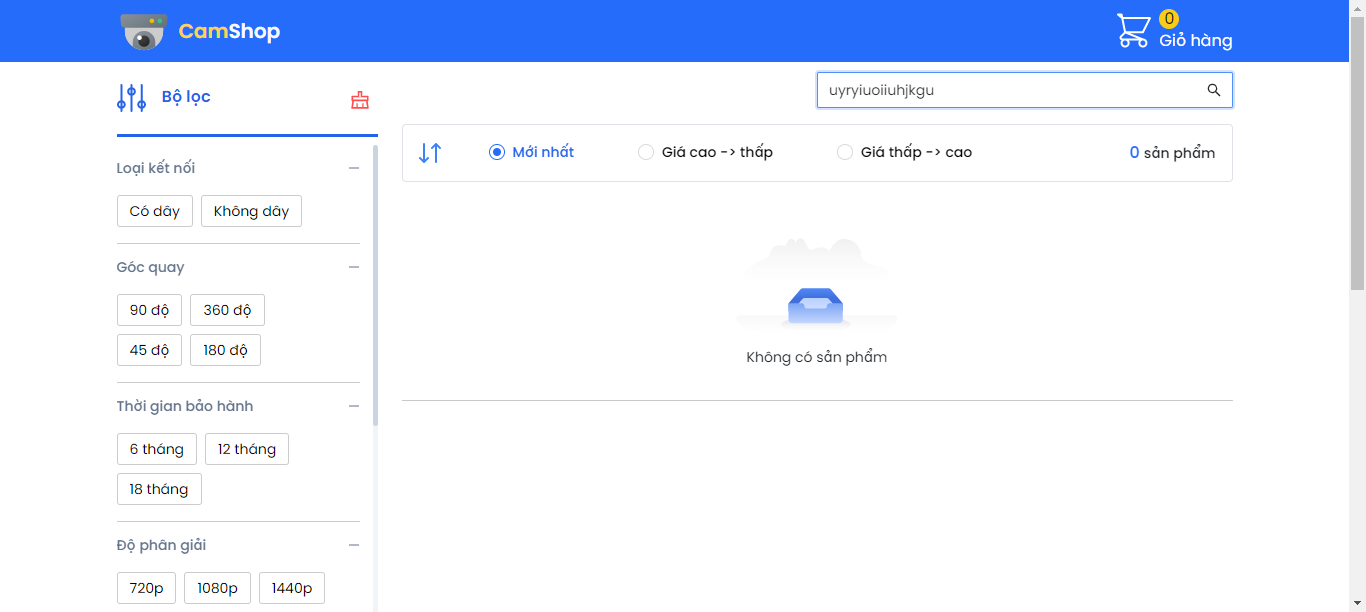 CamShop
0
Giỏ hàng
Bộ lọc
uyryiuoiiuhjkgu
Mới nhất
Giá cao -> thấp
Giá thấp -> cao
0 sản phẩm
Loại kết nối
Có dây
Không dây
Góc quay
90 độ
360 độ
45 độ
180 độ
Thời gian bảo hành
6 tháng
12 tháng
18 tháng
Độ phân giải
720p
1080p
1440p
Không có sản phẩm